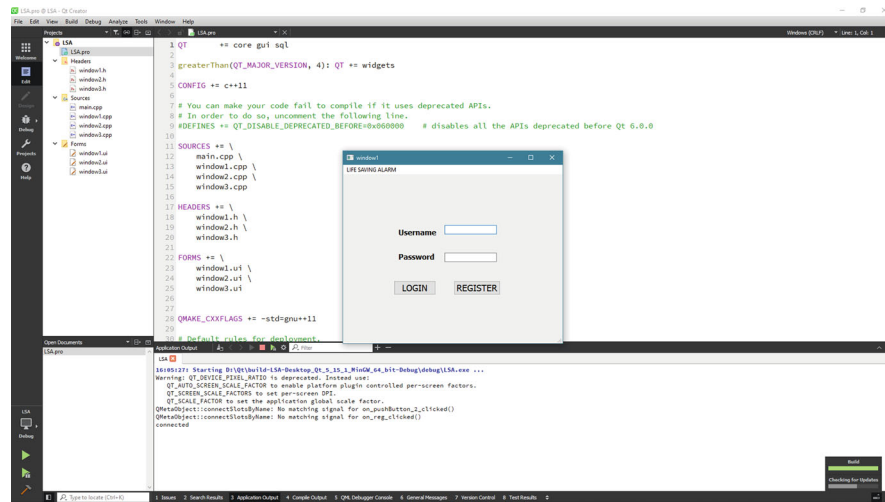 LSA.pro @ LSA - Qt Creator
File Edit View Build Debug Analyze Tools Window Help
Projects
LSA.pro
Windows (CRLF)
Line: 1, Col: 1
Welcome
Edit
Design
Debug
Projects
Help
LSA
LSA.pro
Headers
window1.h
window2.h
window3.h
Sources
main.cpp
window1.cpp
window2.cpp
window3.cpp
Forms
window1.ui
window2.ui
window3.ui
1 QT += core gui sql
2
3 greaterThan(QT_MAJOR_VERSION, 4): QT += widgets
4
5 CONFIG += c++11
6
7 # You can make your code fail to compile if it uses deprecated APIs.
8 # In order to do so, uncomment the following line.
9 #DEFINES += QT_DISABLE_DEPRECATED_BEFORE=0x060000 # disables all the APIs deprecated before Qt 6.0.0
10
11 SOURCES += \
12 main.cpp \
13 window1.cpp \
14 window2.cpp \
15 window3.cpp
16
17 HEADERS += \
18 window1.h \
19 window2.h \
20 window3.h
21
22 FORMS += \
23 window1.ui \
24 window2.ui \
25 window3.ui
26
27
28 QMAKE_CXXFLAGS += -std=gnu++11
29
30 # Default rules for deployment.
window1
LIFE SAVING ALARM
Username
Password
LOGIN REGISTER
Open Documents
LSA.pro
Application Output
Filter
LSA
16:05:27: Starting D:\Qt\build-LSA-Desktop_Qt_5_15_1_MinGW_64_bit-Debug\debug\LSA.exe ...
Warning: QT_DEVICE_PIXEL_RATIO is deprecated. Instead use:
QT_AUTO_SCREEN_SCALE_FACTOR to enable platform plugin controlled per-screen factors.
QT_SCREEN_SCALE_FACTORS to set per-screen DPI.
QT_SCALE_FACTOR to set the application global scale factor.
QMetaObject::connectSlotsByName: No matching signal for on_pushButton_2_clicked()
QMetaObject::connectSlotsByName: No matching signal for on_reg_clicked()
connected
LSA
Debug
Build
Checking for Updates
Type to locate (Ctrl+K)
1 Issues 2 Search Results 3 Application Output 4 Compile Output 5 QML Debugger Console 6 General Messages 7 Version Control 8 Test Results